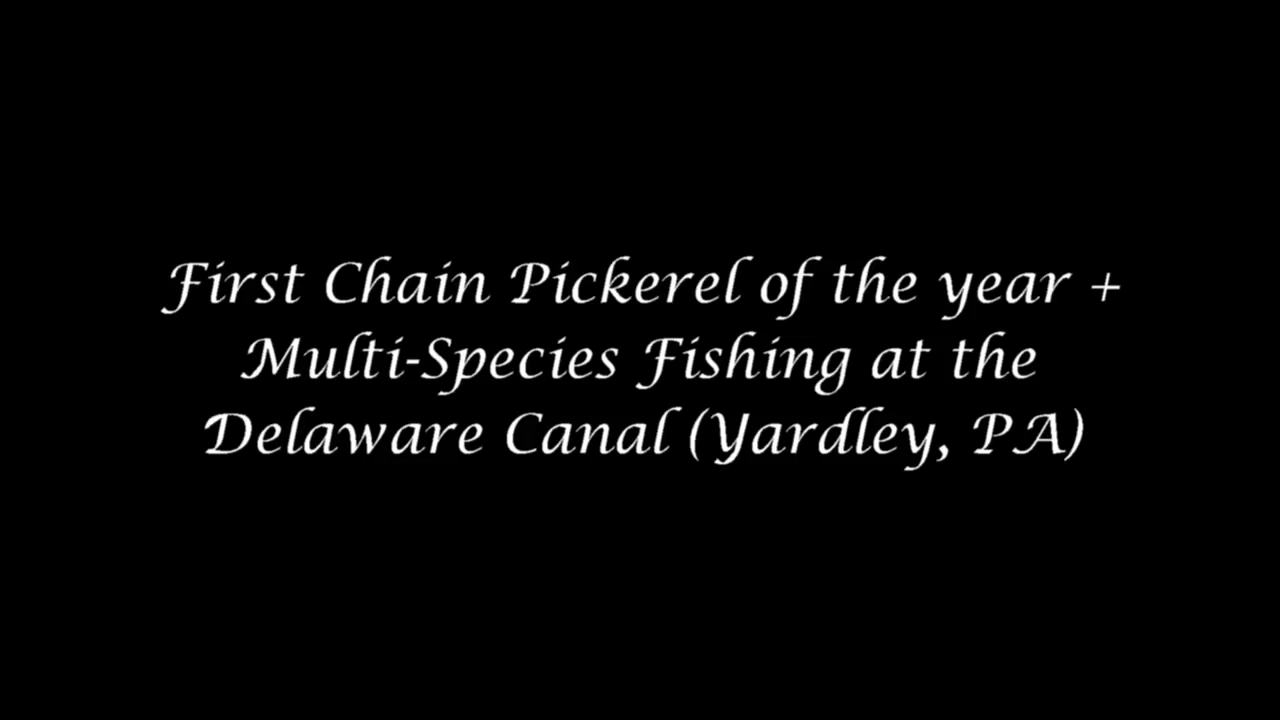 First Chain Pickerel of the year +
Multi-Species Fishing at the
Delaware Canal (Yardley, PA)